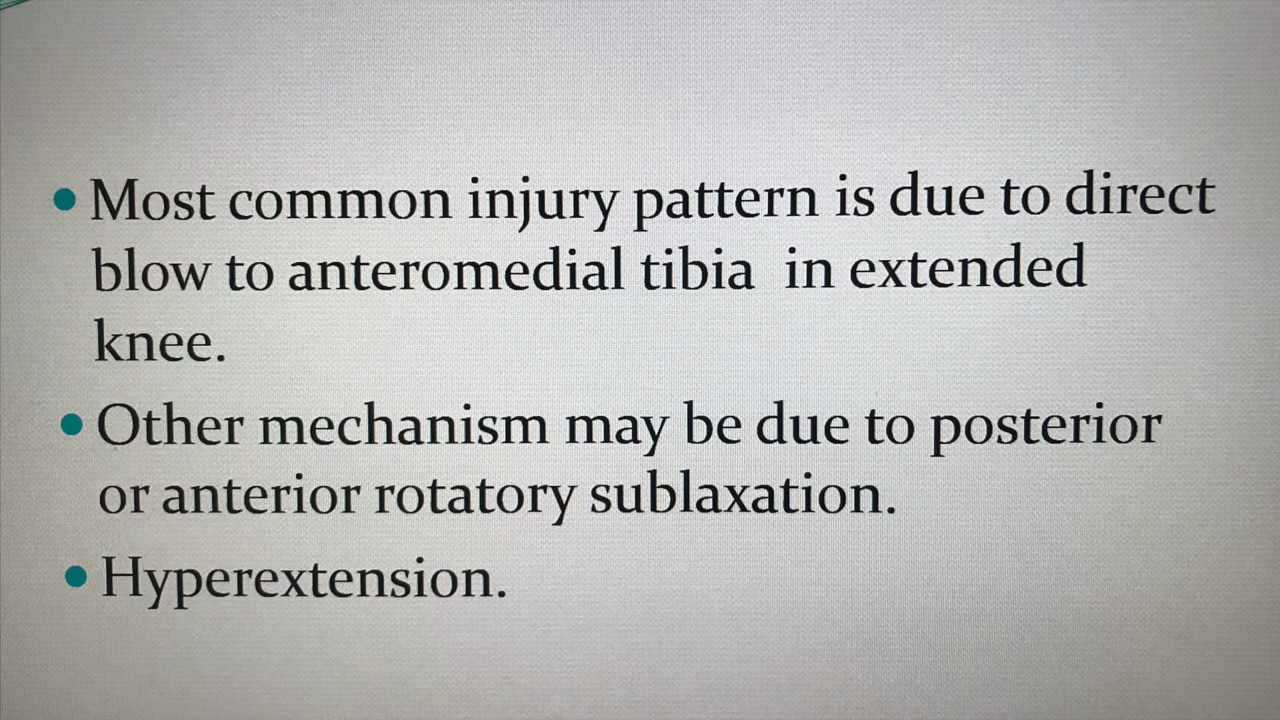 • Most common injury pattern is due to direct
blow to anteromedial tibia in extended
knee.
• Other mechanism may be due to posterior
or anterior rotatory sublaxation.
• Hyperextension.